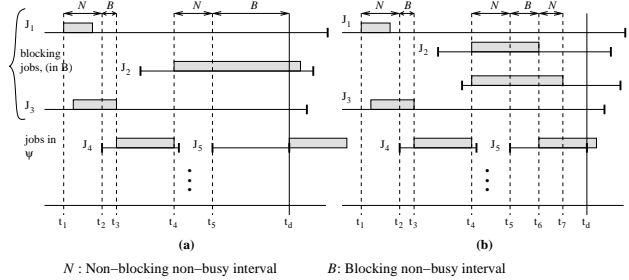 N B N B
N B N B N
J1
J1
blocking
jobs, (in B)
J2
J2
J3
J3
jobs in
ψ
J4
J5
J4
J5
t1 t2 t3 t4 t5 td
t1 t2 t3 t4 t5 t6 t7 td
(a)
(b)
N : Non−blocking non−busy interval
B: Blocking non−busy interval